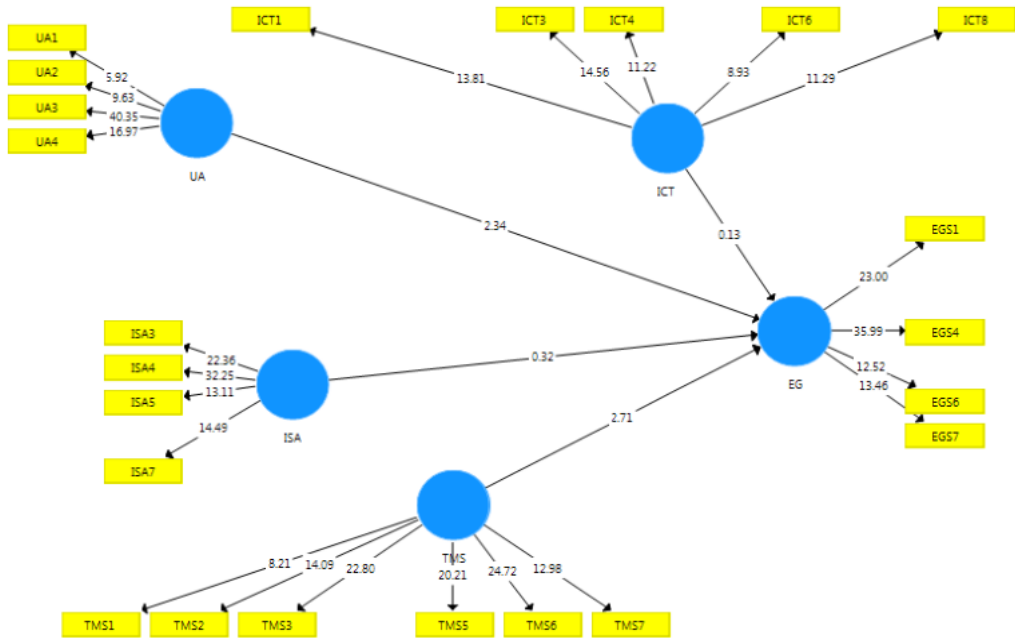 ICT1
ICT3
ICT4
ICT6
ICT8
UA1
UA2
UA3
UA4
5.92
9.63
40.35
16.97
UA
13.81
14.56
11.22
8.93
11.29
ICT
2.34
0.13
EGS1
EGS4
EGS6
EGS7
23.00
35.99
12.52
13.46
EG
ISA3
ISA4
ISA5
ISA7
22.36
32.25
13.11
14.49
ISA
0.32
2.71
TMS
8.21
14.09
22.80
20.21
24.72
12.98
TMS1
TMS2
TMS3
TMS5
TMS6
TMS7